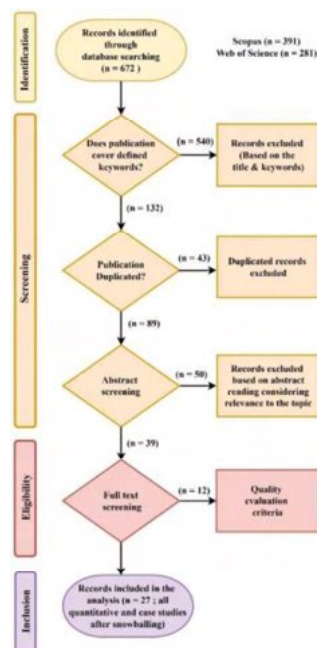 Identification
Records identified
through
database searching
(n = 672 )
Scopus (n = 391)
Web of Science (n = 281)
Screening
Does publication
cover defined
keywords?
(n = 540)
Records excluded
(Based on the
title & keywords)
(n = 132)
Publication
Duplicated?
(n = 43)
Duplicated records
excluded
(n = 89)
Abstract
screening
(n = 50)
Records excluded
based on abstract
reading considering
relevance to the topic
(n = 39)
Eligibility
Full text
screening
(n = 12)
Quality
evaluation
criteria
Inclusion
Records included in the
analysis (n = 27 ; all
quantitative and case studies
after snowballing)